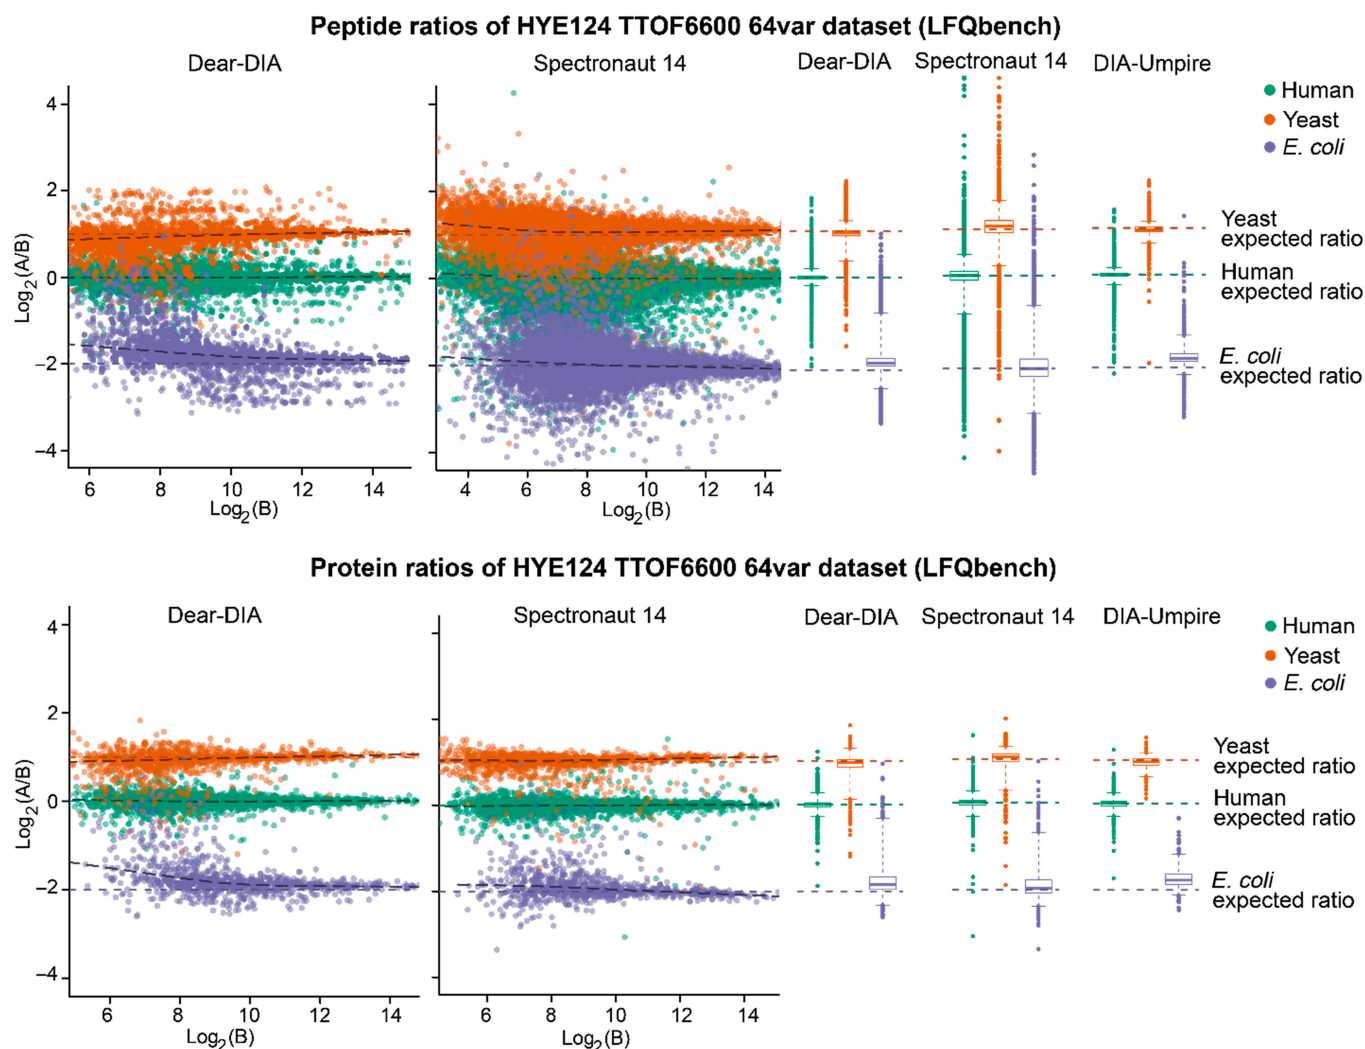 Peptide ratios of HYE124 TTOF6600 64var dataset (LFQbench)
Dear-DIA
Spectronaut 14
Dear-DIA
Spectronaut 14
DIA-Umpire
Human
Yeast
E. coli
4
2
0
–2
–4
Log2(A/B)
6
8
10
12
14
Log2(B)
4
6
8
10
12
14
Log2(B)
Yeast
expected ratio
Human
expected ratio
E. coli
expected ratio
Protein ratios of HYE124 TTOF6600 64var dataset (LFQbench)
Dear-DIA
Spectronaut 14
Dear-DIA
Spectronaut 14
DIA-Umpire
Human
Yeast
E. coli
4
2
0
–2
–4
Log2(A/B)
6
8
10
12
14
Log2(B)
6
8
10
12
14
Log2(B)
Yeast
expected ratio
Human
expected ratio
E. coli
expected ratio